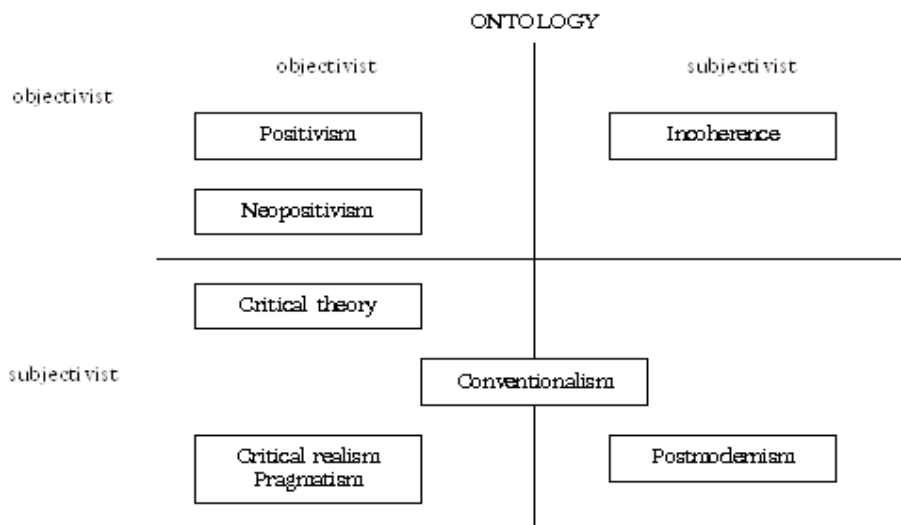 ONTOLOGY
objectivist
subjectivist
objectivist
Positivism
Incoherence
Neopositivism
Critical theory
subjectivist
Conventionalism
Critical realism
Pragmatism
Postmodernism